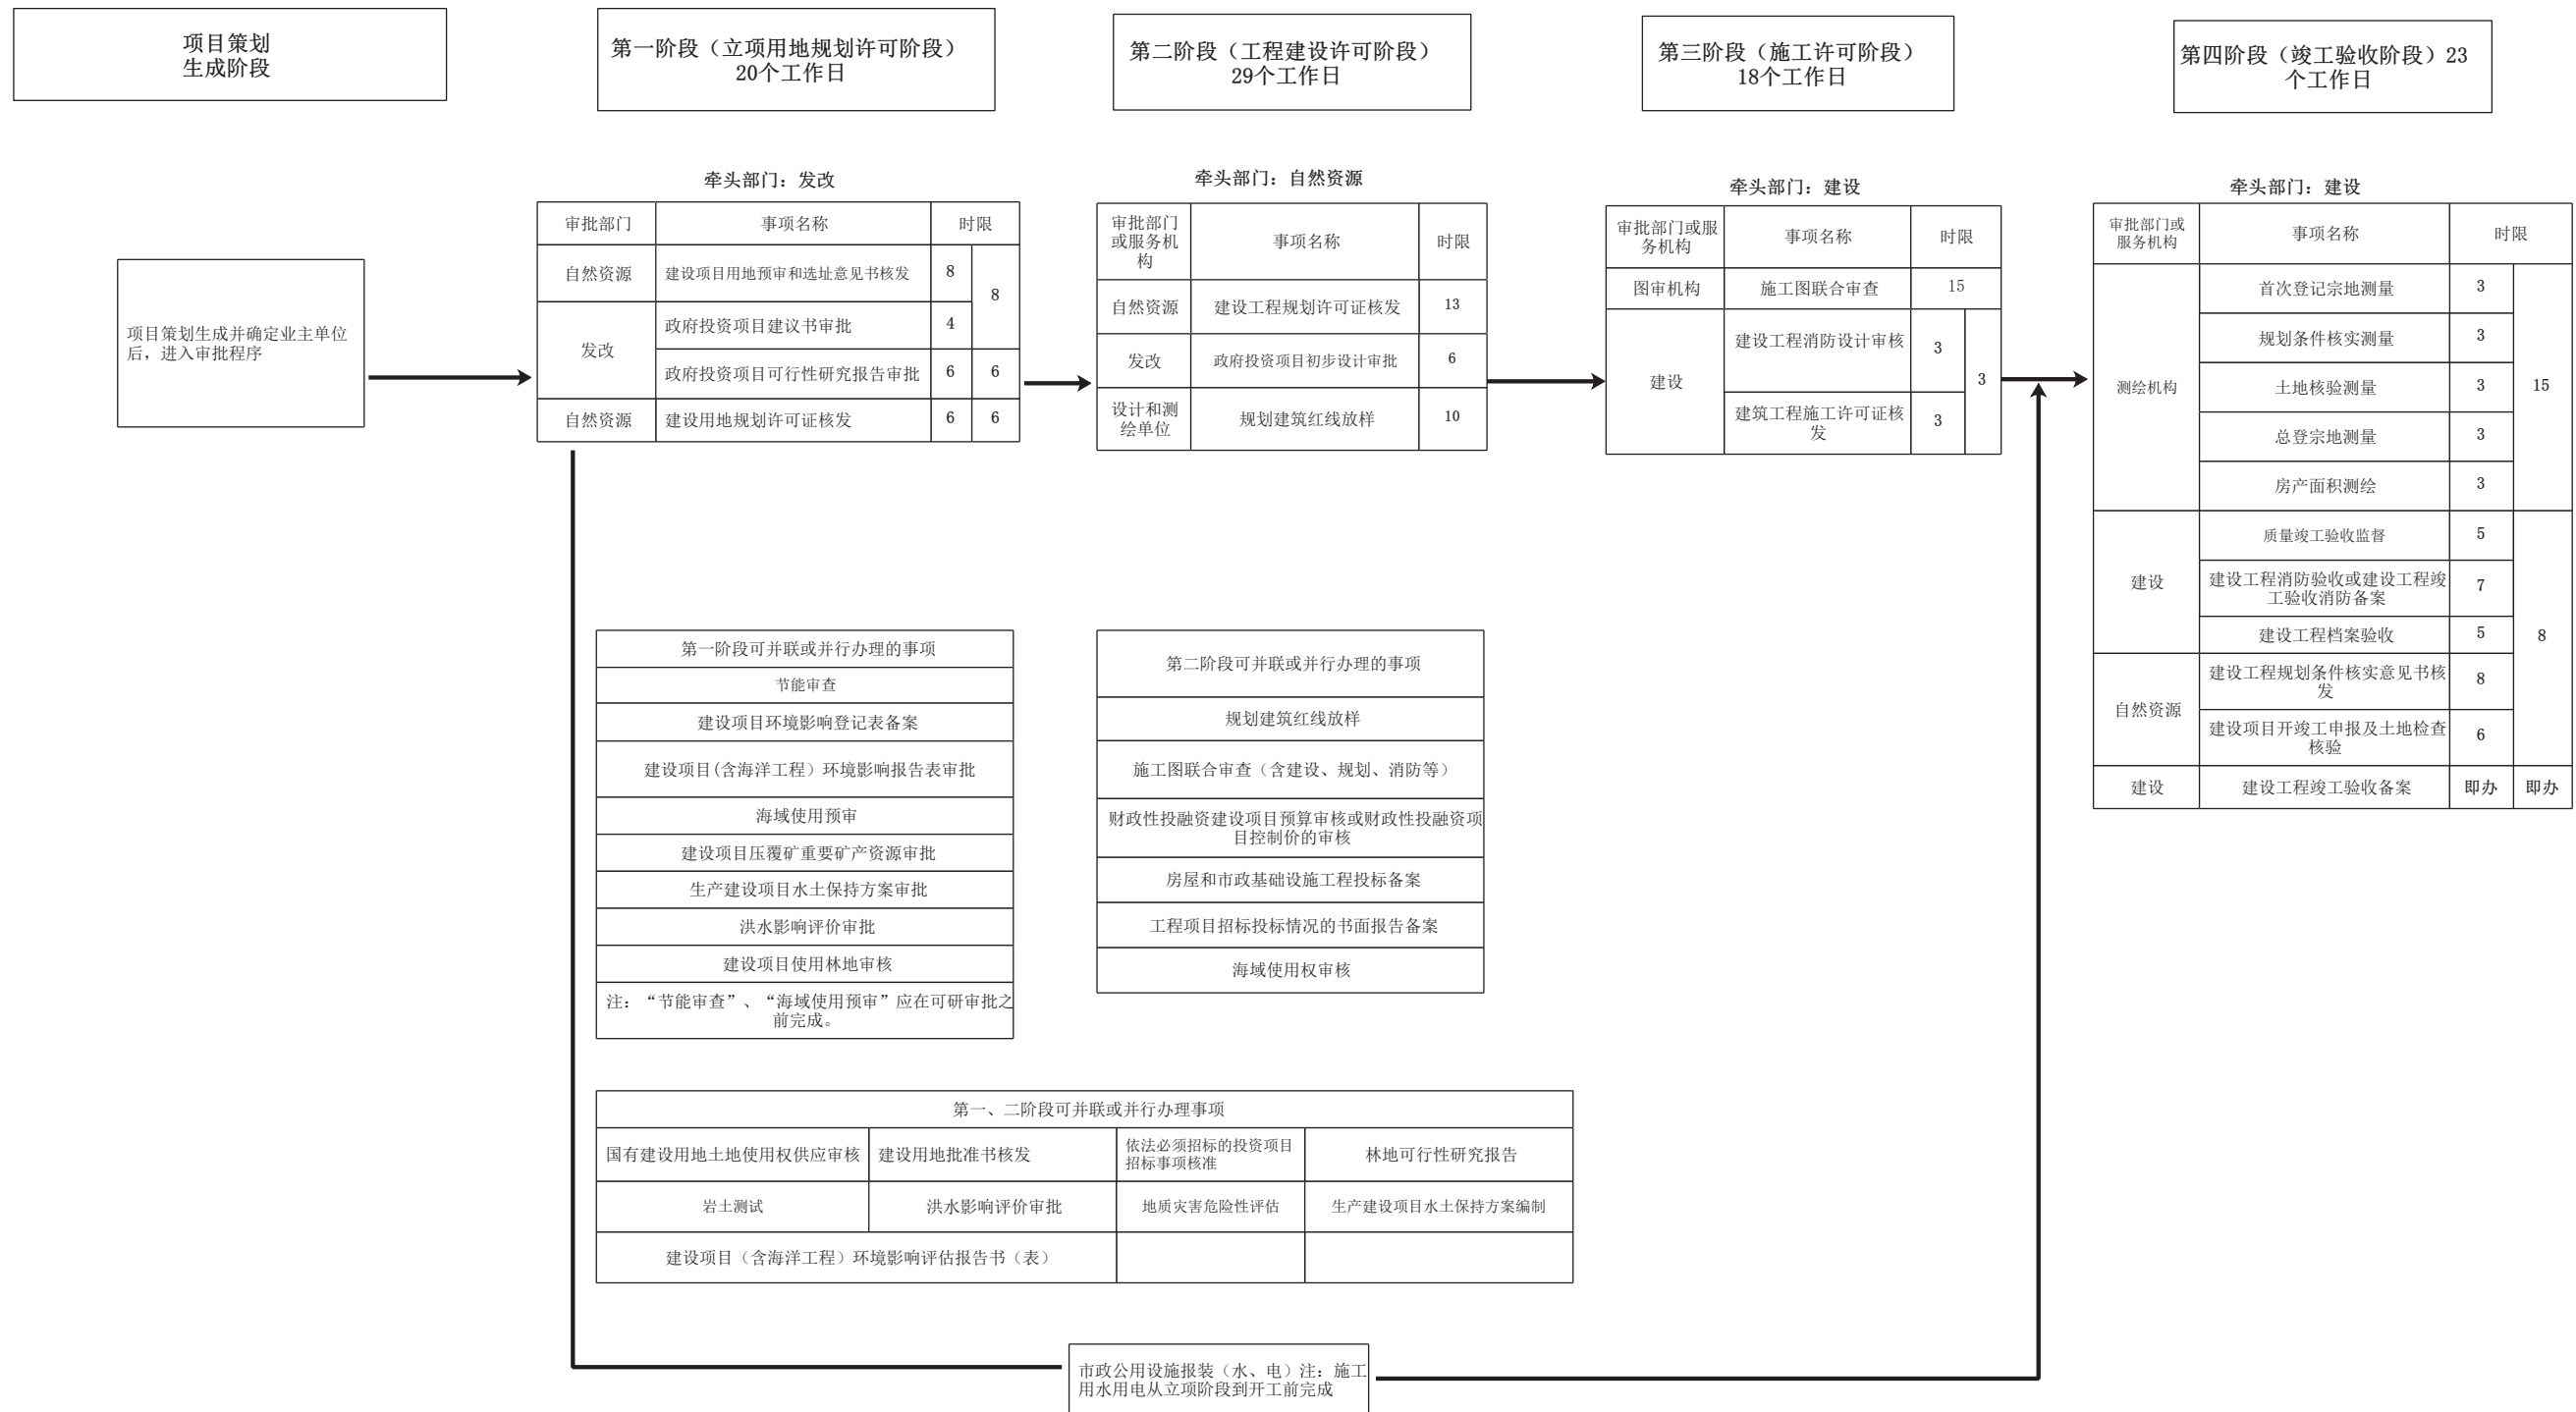 项目策划
生成阶段
第一阶段（立项用地规划许可阶段）
20个工作日
第二阶段（工程建设许可阶段）
29个工作日
第三阶段（施工许可阶段）
18个工作日
第四阶段（竣工验收阶段）23
个工作日
项目策划生成并确定业主单位
后，进入审批程序
牵头部门：发改
审批部门 事项名称 时限
自然资源 建设项目用地预审和选址意见书核发 8
8
发改
政府投资项目建议书审批 4
政府投资项目可行性研究报告审批 6 6
自然资源 建设用地规划许可证核发 6 6
牵头部门：自然资源
审批部门
或服务机
构
事项名称 时限
自然资源 建设工程规划许可证核发 13
发改 政府投资项目初步设计审批 6
设计和测
绘单位
规划建筑红线放样 10
牵头部门：建设
审批部门或服
务机构
事项名称 时限
图审机构 施工图联合审查 15
建设
建设工程消防设计审核 3
3
建筑工程施工许可证核
发
3
牵头部门：建设
审批部门或
服务机构
事项名称 时限
测绘机构
首次登记宗地测量 3
规划条件核实测量 3
土地核验测量 3
15
总登宗地测量 3
房产面积测绘 3
建设
质量竣工验收监督 5
建设工程消防验收或建设工程竣
工验收消防备案
7
建设工程档案验收 5
8
自然资源
建设工程规划条件核实意见书核
发
8
建设项目开竣工申报及土地检查
核验
6
建设 建设工程竣工验收备案 即办 即办
第一阶段可并联或并行办理的事项
节能审查
建设项目环境影响登记表备案
建设项目(含海洋工程）环境影响报告表审批
海域使用预审
建设项目压覆矿重要矿产资源审批
生产建设项目水土保持方案审批
洪水影响评价审批
建设项目使用林地审核
注：“节能审查”、“海域使用预审”应在可研审批之
前完成。
第二阶段可并联或并行办理的事项
规划建筑红线放样
施工图联合审查（含建设、规划、消防等）
财政性投融资建设项目预算审核或财政性投融资项
目控制价的审核
房屋和市政基础设施工程投标备案
工程项目招标投标情况的书面报告备案
海域使用权审核
第一、二阶段可并联或并行办理事项
国有建设用地土地使用权供应审核 建设用地批准书核发
依法必须招标的投资项目
招标事项核准
林地可行性研究报告
岩土测试 洪水影响评价审批 地质灾害危险性评估 生产建设项目水土保持方案编制
建设项目（含海洋工程）环境影响评估报告书（表）
市政公用设施报装（水、电）注：施工
用水用电从立项阶段到开工前完成